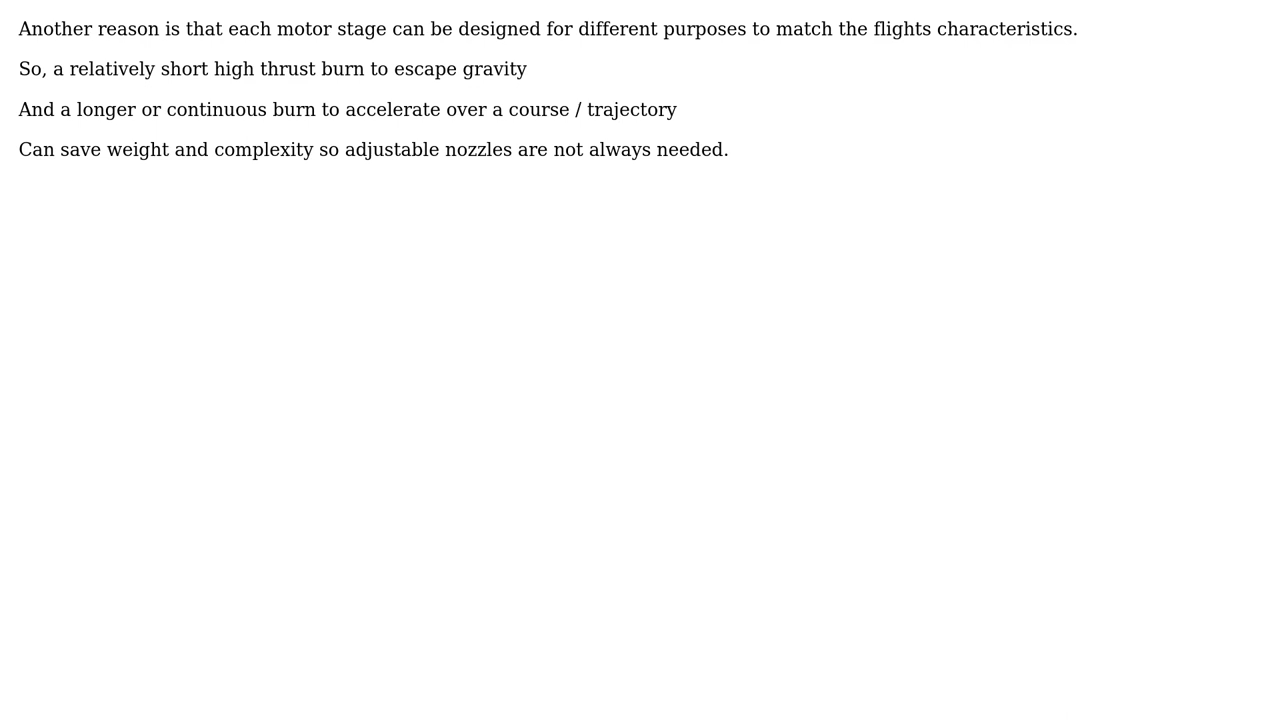 Another reason is that each motor stage can be designed for different purposes to match the flights characteristics.
So, a relatively short high thrust burn to escape gravity
And a longer or continuous burn to accelerate over a course / trajectory
Can save weight and complexity so adjustable nozzles are not always needed.